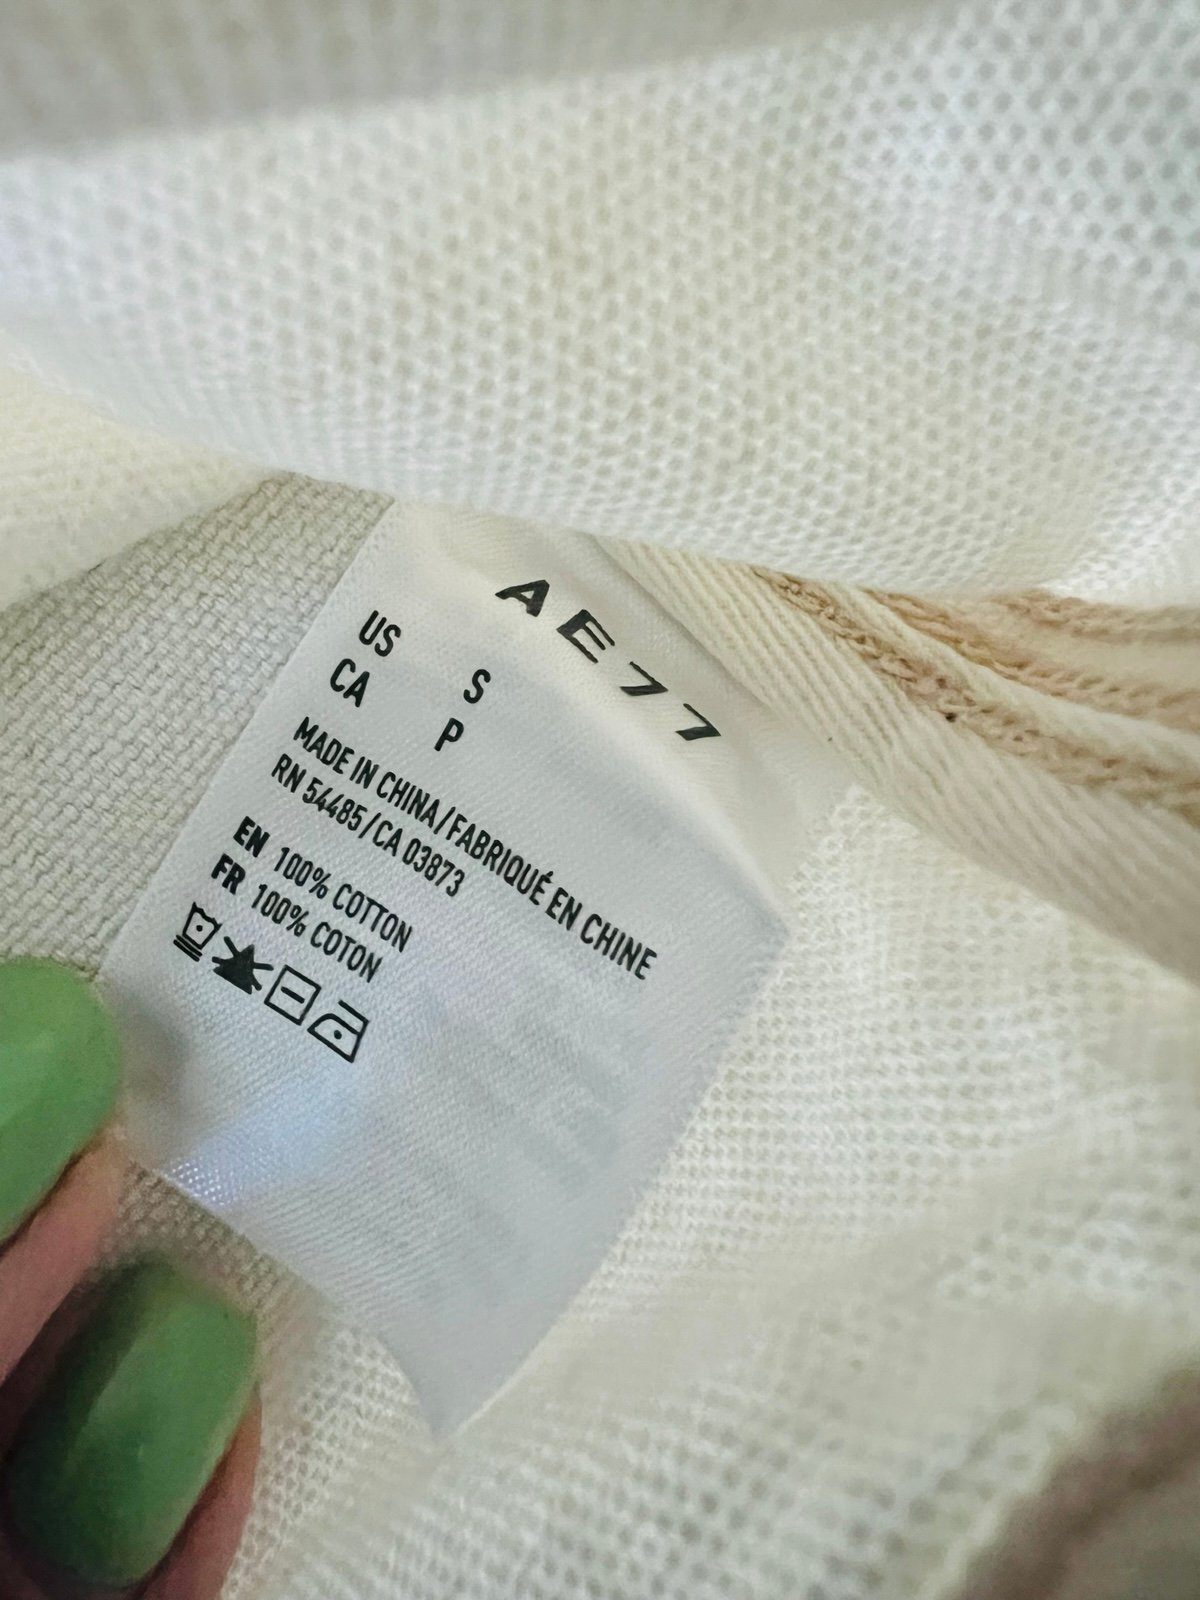 AE77
US S
CA P
MADE IN CHINA/FABRIQUÉ EN CHINE
RN 54485/CA 03873
EN 100% COTTON
FR 100% COTON